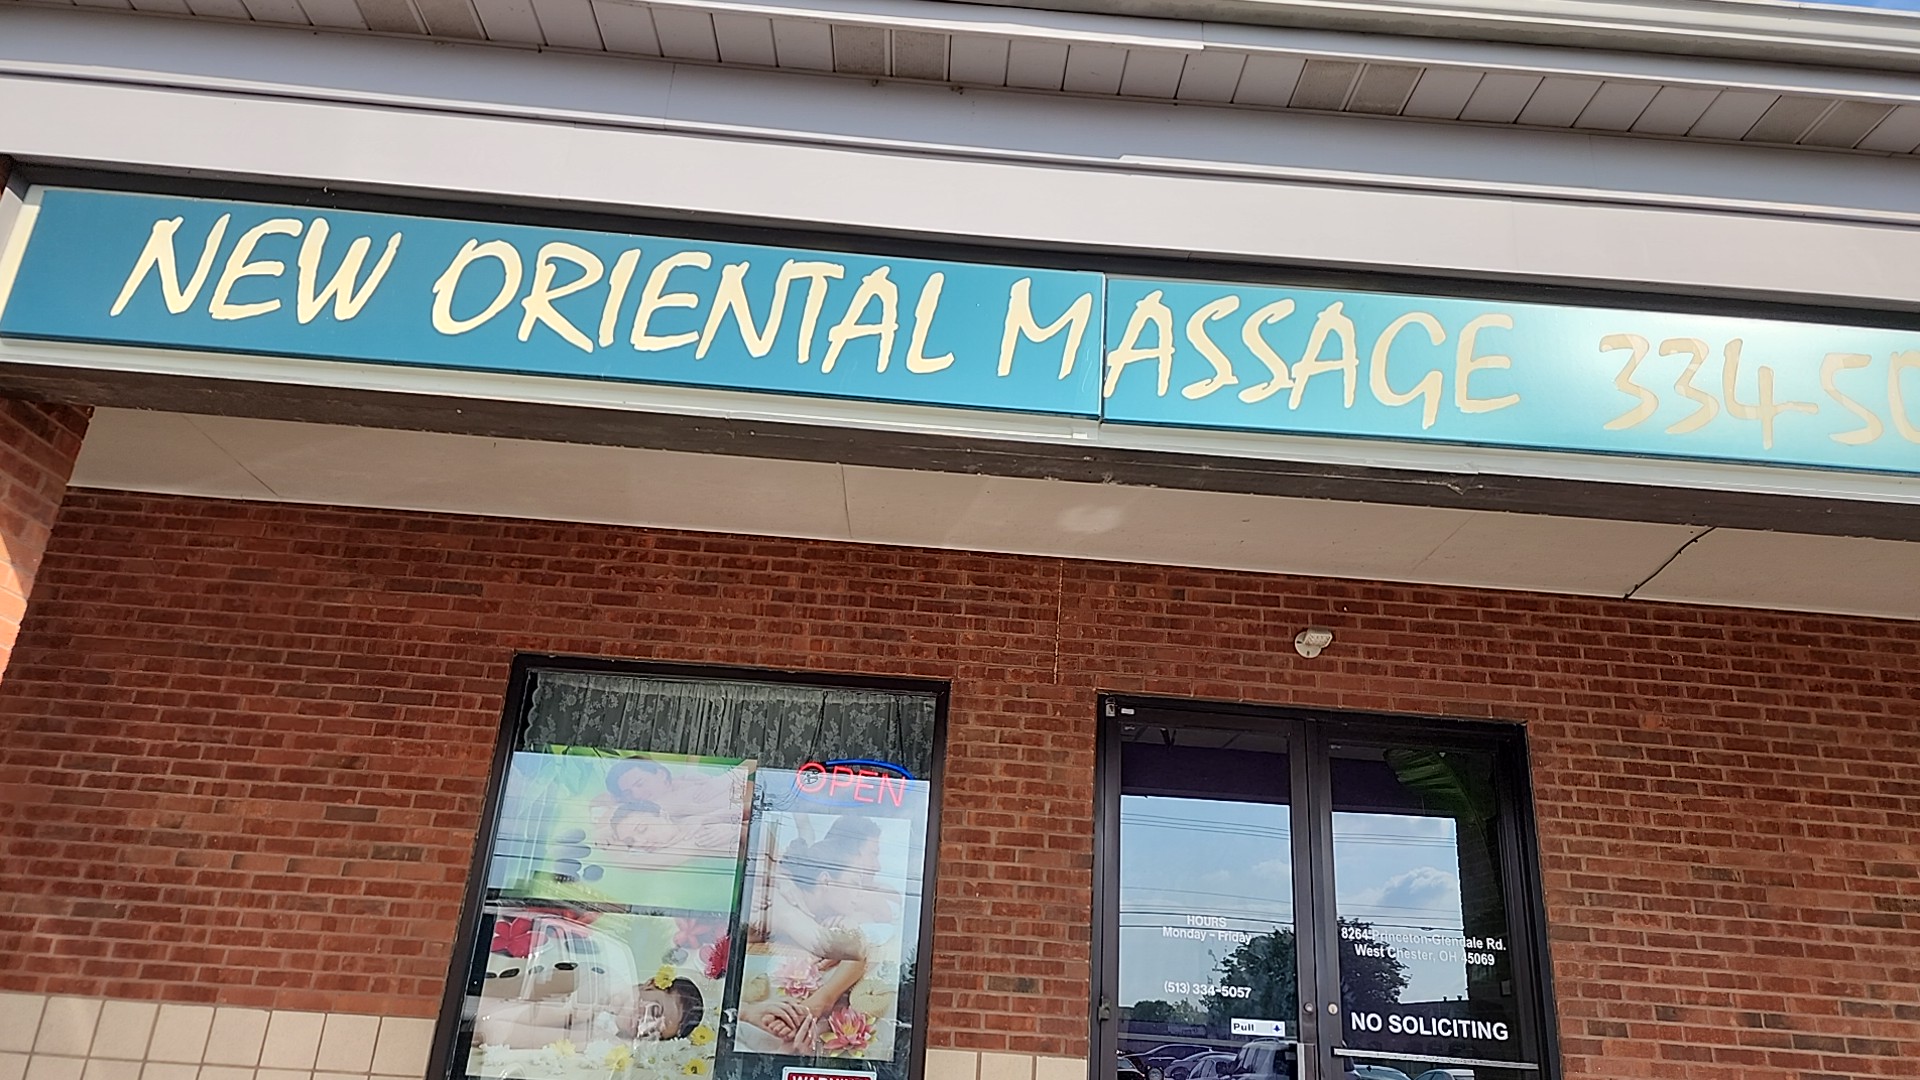 NEW ORIENTAL MASSAGE 334-50
OPEN
HOURS
Monday - Friday
(513) 334-5057
Pull
8264 Princeton-Glendale Rd.
West Chester, OH 45069
NO SOLICITING
WARNING